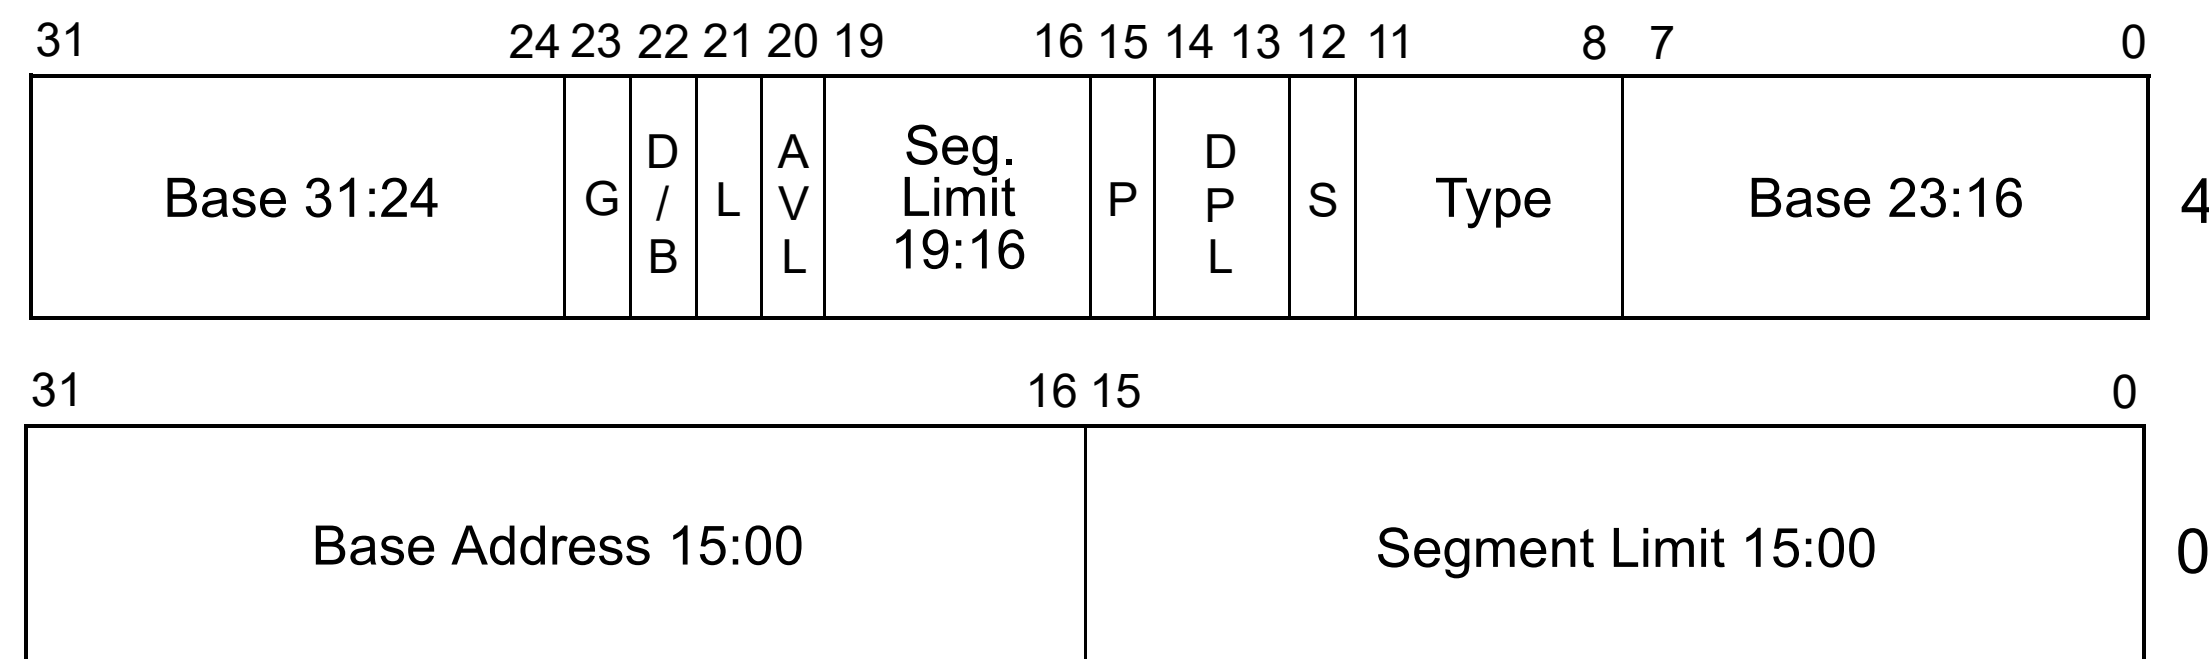 31 24 23 22 21 20 19 16 15 14 13 12 11 8 7 0
Base 31:24
G
D
/
B
L
A
V
L
Seg.
Limit
19:16
P
D
P
L
S
Type
Base 23:16
4
31 16 15 0
Base Address 15:00
Segment Limit 15:00
0